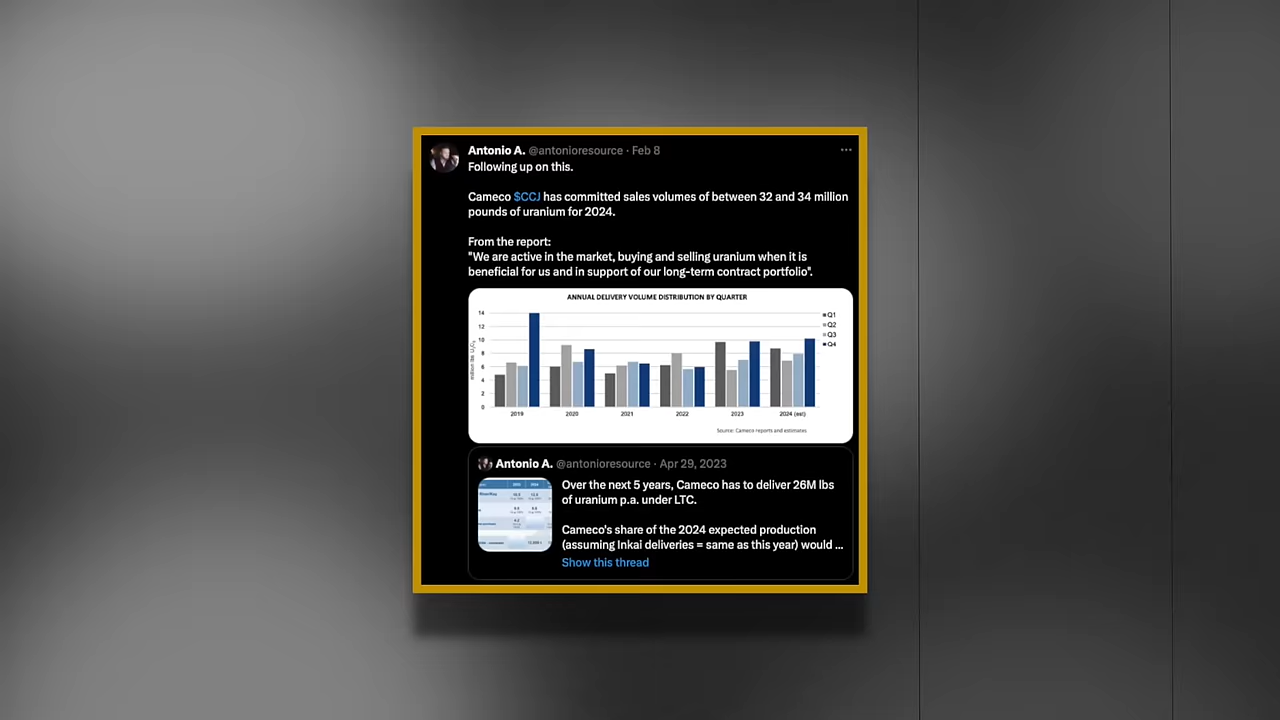 Antonio A. @antonioresource · Feb 8
Following up on this.
Cameco $CCJ has committed sales volumes of between 32 and 34 million
pounds of uranium for 2024.
From the report:
"We are active in the market, buying and selling uranium when it is
beneficial for us and in support of our long-term contract portfolio".
ANNUAL DELIVERY VOLUME DISTRIBUTION BY QUARTER
14
12
10
8
6
4
2
0
million lbs U3O8
2019
2020
2021
2022
2023
2024 (est)
Q1
Q2
Q3
Q4
Source: Cameco reports and estimates
Antonio A. @antonioresource · Apr 29, 2023
Over the next 5 years, Cameco has to deliver 26M lbs
of uranium p.a. under LTC.
Cameco's share of the 2024 expected production
(assuming Inkai deliveries = same as this year) would ...
Show this thread